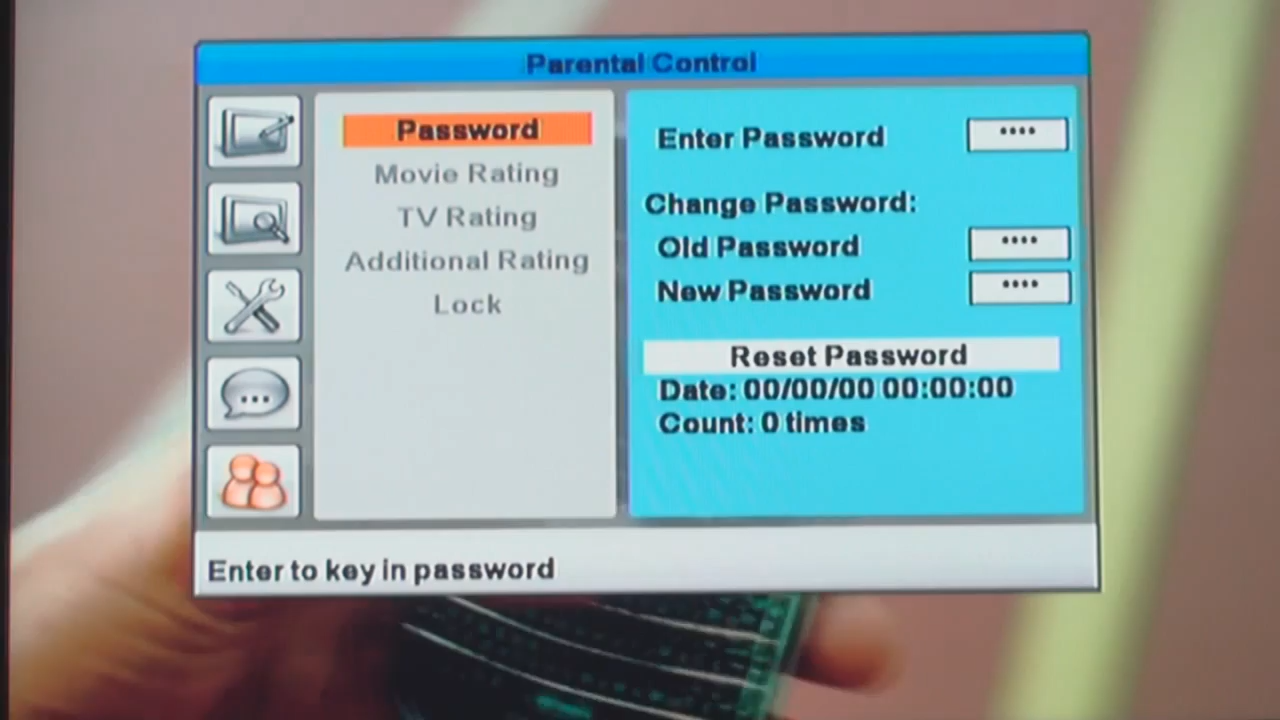 Parental Control
Password
Movie Rating
TV Rating
Additional Rating
Lock
Enter Password ••••
Change Password:
Old Password ••••
New Password ••••
Reset Password
Date: 00/00/00 00:00:00
Count: 0 times
Enter to key in password